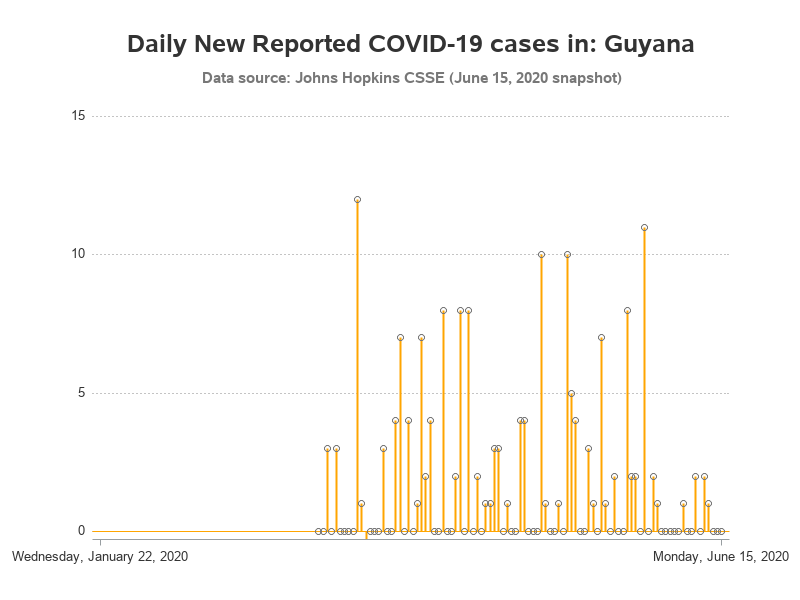 Daily New Reported COVID-19 cases in: Guyana
Data source: Johns Hopkins CSSE (June 15, 2020 snapshot)
15
10
5
0
Wednesday, January 22, 2020
Monday, June 15, 2020